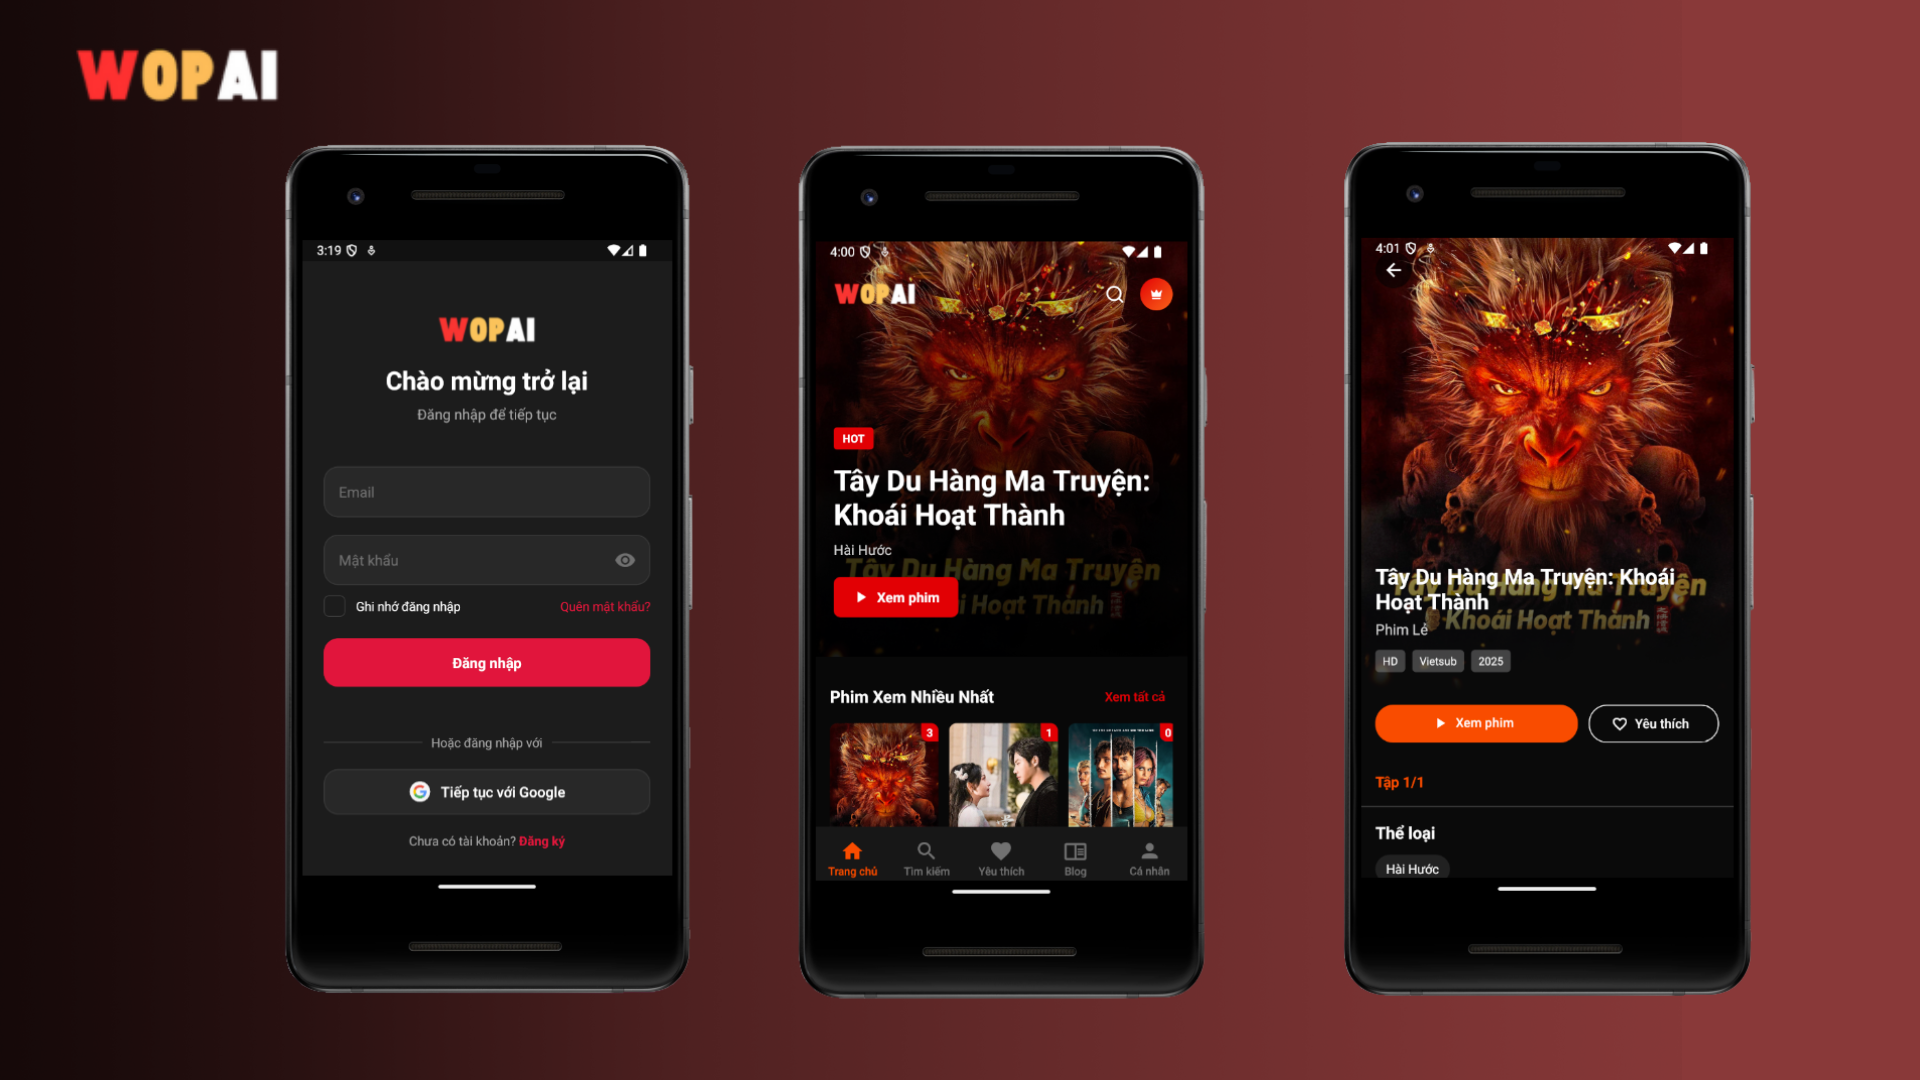 WOPAI
3:19
WOPAI
Chào mừng trở lại
Đăng nhập để tiếp tục
Email
Mật khẩu
Ghi nhớ đăng nhập
Quên mật khẩu?
Đăng nhập
Hoặc đăng nhập với
Tiếp tục với Google
Chưa có tài khoản? Đăng ký
4:00
WOPAI
HOT
Tây Du Hàng Ma Truyện:
Khoái Hoạt Thành
Hài Hước
Tây Du Hàng Ma Truyện
Xem phim
i Hoạt Thành
Phim Xem Nhiều Nhất
Xem tất cả
3
1
0
Trang chủ
Tìm kiếm
Yêu thích
Blog
Cá nhân
4:01
Tây Du Hàng Ma Truyện: Khoái
Hoạt Thành
Tây Du Hàng Ma Truyện
Khoái Hoạt Thành
Phim Lẻ
HD
Vietsub
2025
Xem phim
Yêu thích
Tập 1/1
Thể loại
Hài Hước